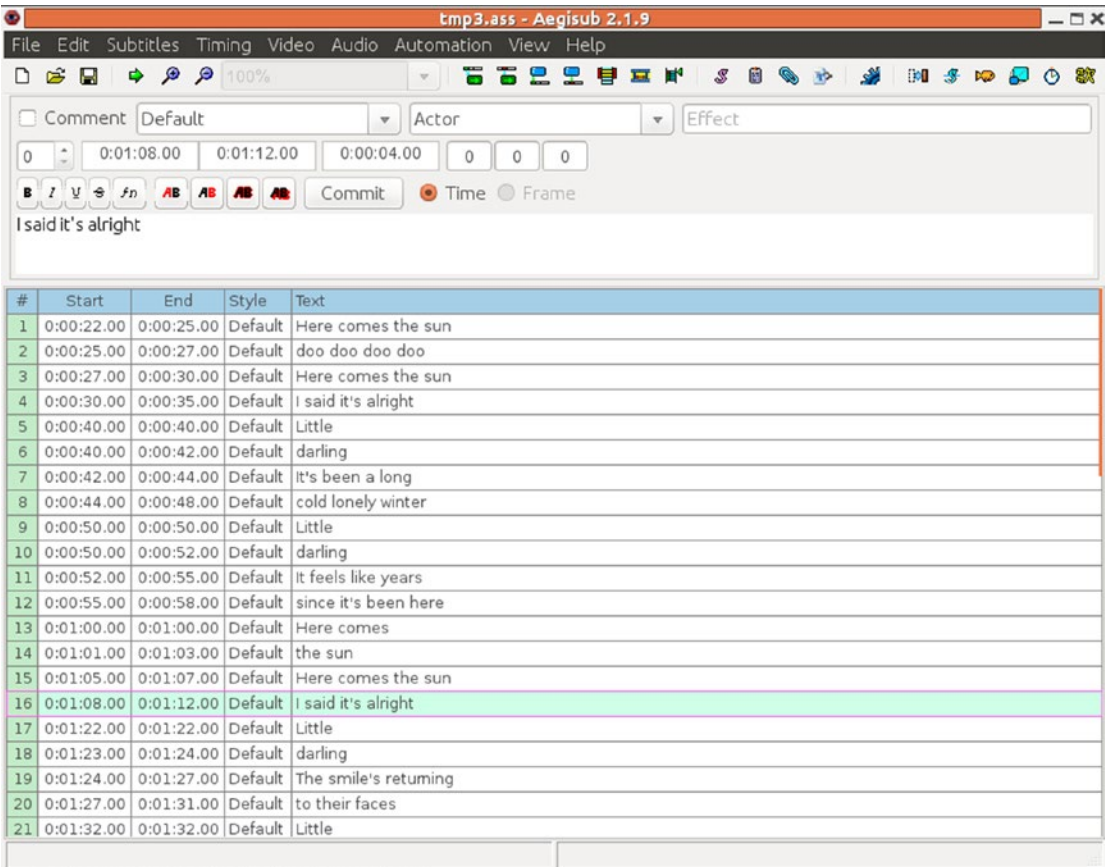 tmp3.ass - Aegisub 2.1.9
File Edit Subtitles Timing Video Audio Automation View Help
100%
Comment Default Actor Effect
0 0:01:08.00 0:01:12.00 0:00:04.00 0 0 0
B I U S fn AB AB AB AB Commit Time Frame
I said it's alright
# Start End Style Text
1 0:00:22.00 0:00:25.00 Default Here comes the sun
2 0:00:25.00 0:00:27.00 Default doo doo doo doo
3 0:00:27.00 0:00:30.00 Default Here comes the sun
4 0:00:30.00 0:00:35.00 Default I said it's alright
5 0:00:40.00 0:00:40.00 Default Little
6 0:00:40.00 0:00:42.00 Default darling
7 0:00:42.00 0:00:44.00 Default It's been a long
8 0:00:44.00 0:00:48.00 Default cold lonely winter
9 0:00:50.00 0:00:50.00 Default Little
10 0:00:50.00 0:00:52.00 Default darling
11 0:00:52.00 0:00:55.00 Default It feels like years
12 0:00:55.00 0:00:58.00 Default since it's been here
13 0:01:00.00 0:01:00.00 Default Here comes
14 0:01:01.00 0:01:03.00 Default the sun
15 0:01:05.00 0:01:07.00 Default Here comes the sun
16 0:01:08.00 0:01:12.00 Default I said it's alright
17 0:01:22.00 0:01:22.00 Default Little
18 0:01:23.00 0:01:24.00 Default darling
19 0:01:24.00 0:01:27.00 Default The smile's returning
20 0:01:27.00 0:01:31.00 Default to their faces
21 0:01:32.00 0:01:32.00 Default Little